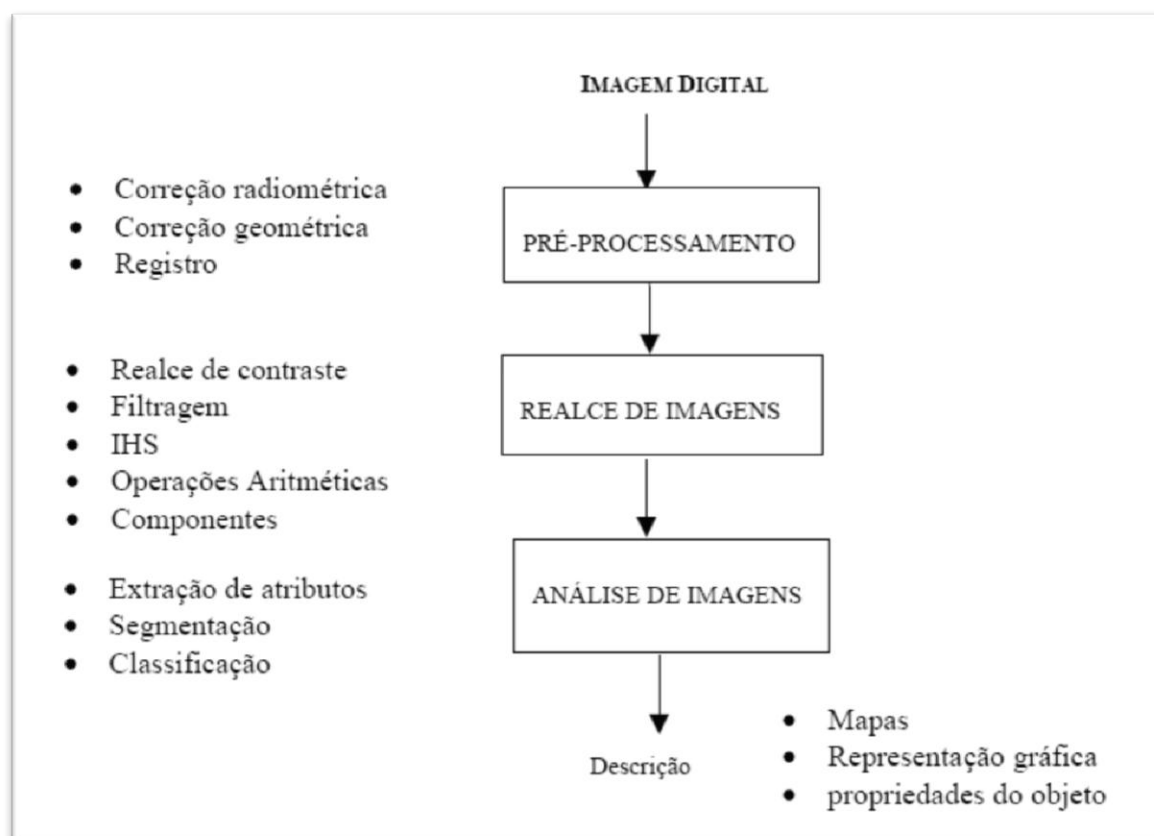 IMAGEM DIGITAL
• Correção radiométrica
• Correção geométrica
• Registro
PRÉ-PROCESSAMENTO
• Realce de contraste
• Filtragem
• IHS
• Operações Aritméticas
• Componentes
REALCE DE IMAGENS
• Extração de atributos
• Segmentação
• Classificação
ANÁLISE DE IMAGENS
Descrição
• Mapas
• Representação gráfica
• propriedades do objeto